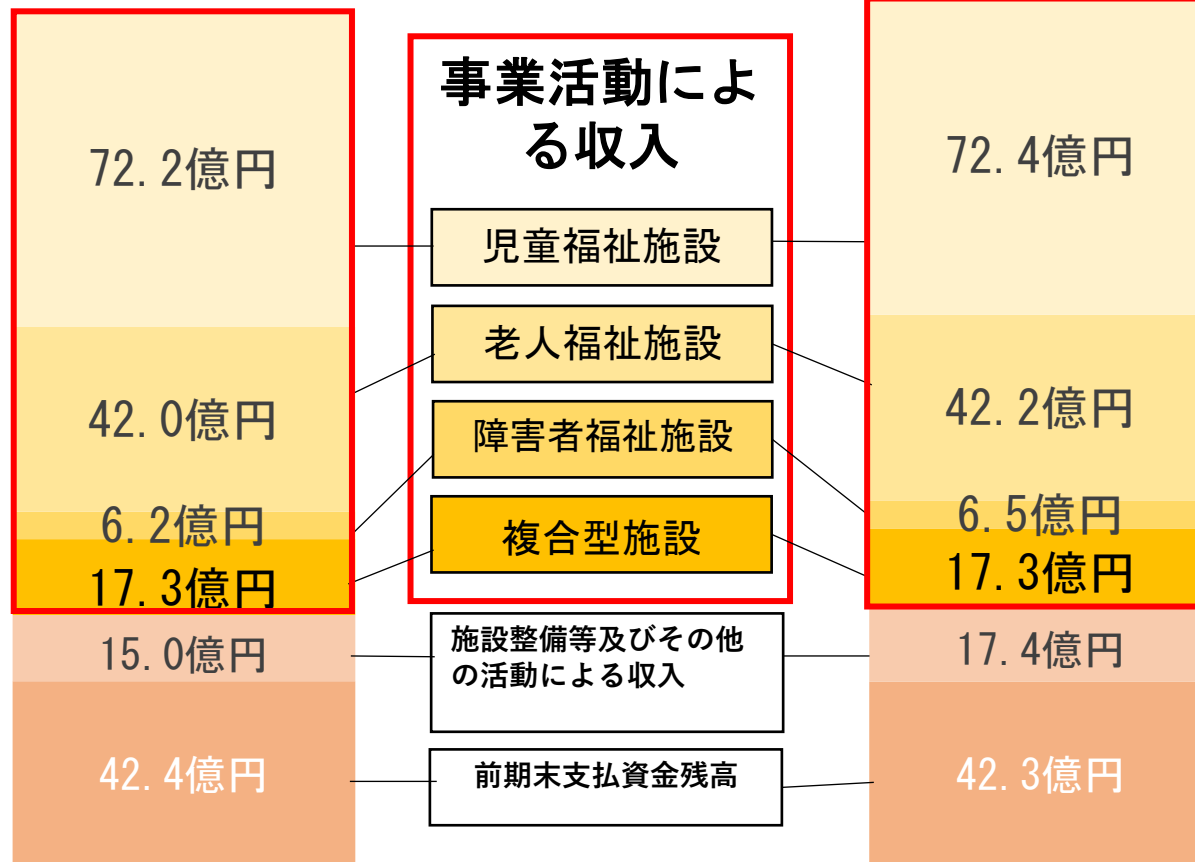 72.2億円
42.0億円
6.2億円
17.3億円
15.0億円
42.4億円
事業活動によ
る収入
児童福祉施設
老人福祉施設
障害者福祉施設
複合型施設
施設整備等及びその他
の活動による収入
前期末支払資金残高
72.4億円
42.2億円
6.5億円
17.3億円
17.4億円
42.3億円